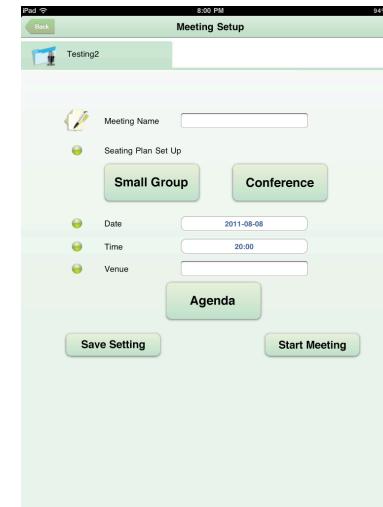 iPad 8:00 PM 94%
Back Meeting Setup
Testing2
Meeting Name
Seating Plan Set Up
Small Group Conference
Date 2011-08-08
Time 20:00
Venue
Agenda
Save Setting Start Meeting